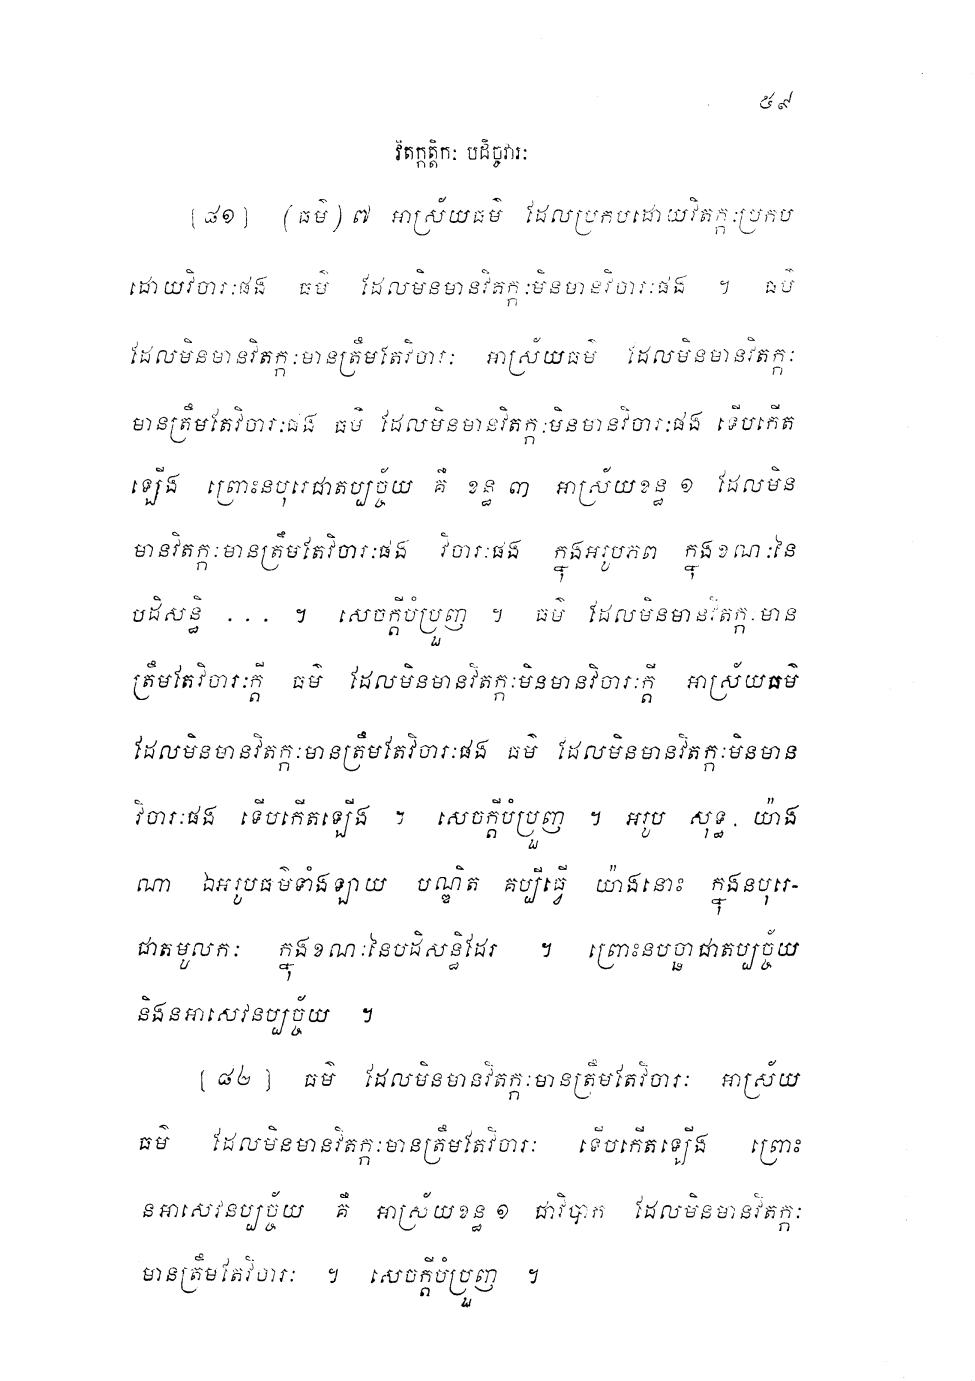 ៥៩
វិតក្កត្តិកៈ បដិច្ចវារៈ
[៨១] (ធម៌) ៧ អាស្រ័យធម៌ ដែលប្រកបដោយវិតក្កៈប្រកប
ដោយវិចារៈផង ធម៌ ដែលមិនមានវិតក្កៈមិនមានវិចារៈផង ។ ធម៌
ដែលមិនមានវិតក្កៈមានត្រឹមតែវិចារៈ អាស្រ័យធម៌ ដែលមិនមានវិតក្កៈ
មានត្រឹមតែវិចារៈផង ធម៌ ដែលមិនមានវិតក្កៈមិនមានវិចារៈផង ទើបកើត
ឡើង ព្រោះនបុរេជាតប្បច្ច័យ គឺ ខន្ធ ៣ អាស្រ័យខន្ធ ១ ដែលមិន
មានវិតក្កៈមានត្រឹមតែវិចារៈផង វិចារៈផង ក្នុងអរូបភព ក្នុងខណៈនៃ
បដិសន្ធិ ... ។ សេចក្តីបំប្រួញ ។ ធម៌ ដែលមិនមានវិតក្កៈមាន
ត្រឹមតែវិចារៈក្តី ធម៌ ដែលមិនមានវិតក្កៈមិនមានវិចារៈក្តី អាស្រ័យធម៌
ដែលមិនមានវិតក្កៈមានត្រឹមតែវិចារៈផង ធម៌ ដែលមិនមានវិតក្កៈមិនមាន
វិចារៈផង ទើបកើតឡើង ។ សេចក្តីបំប្រួញ ។ អរូប សុទ្ធ. យ៉ាង
ណា ឯអរូបធម៌ទាំងឡាយ បណ្ឌិត គប្បីធ្វើ យ៉ាងនោះ ក្នុងនបុរេ-
ជាតមូលកៈ ក្នុងខណៈនៃបដិសន្ធិដែរ ។ ព្រោះនបច្ឆាជាតប្បច្ច័យ
និងនអាសេវនប្បច្ច័យ ។
[៨២] ធម៌ ដែលមិនមានវិតក្កៈមានត្រឹមតែវិចារៈ អាស្រ័យ
ធម៌ ដែលមិនមានវិតក្កៈមានត្រឹមតែវិចារៈ ទើបកើតឡើង ព្រោះ
នអាសេវនប្បច្ច័យ គឺ អាស្រ័យខន្ធ ១ ជាវិបាក ដែលមិនមានវិតក្កៈ
មានត្រឹមតែវិចារៈ ។ សេចក្តីបំប្រួញ ។